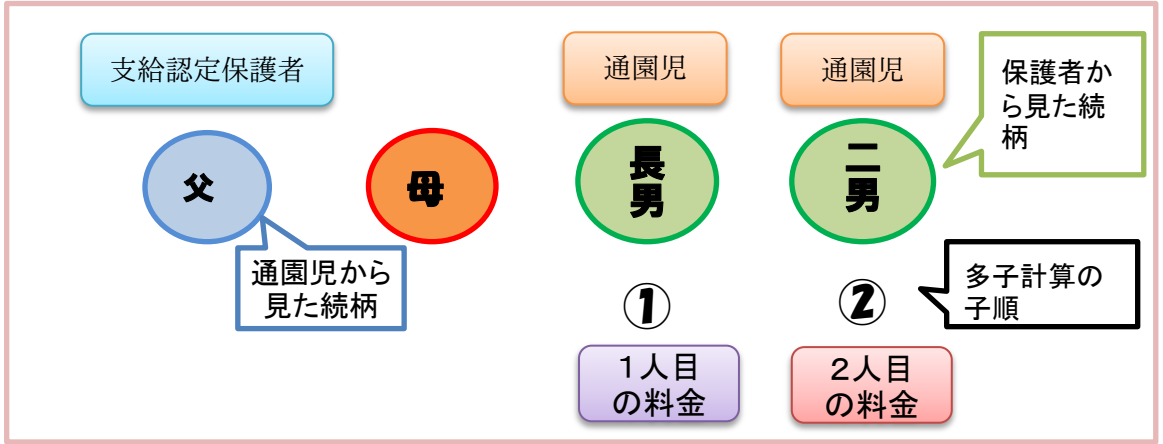 支給認定保護者
通園児
通園児
保護者か
ら見た続
柄
父
母
長男
二男
通園児から
見た続柄
①
②
多子計算の
子順
1人目
の料金
2人目
の料金